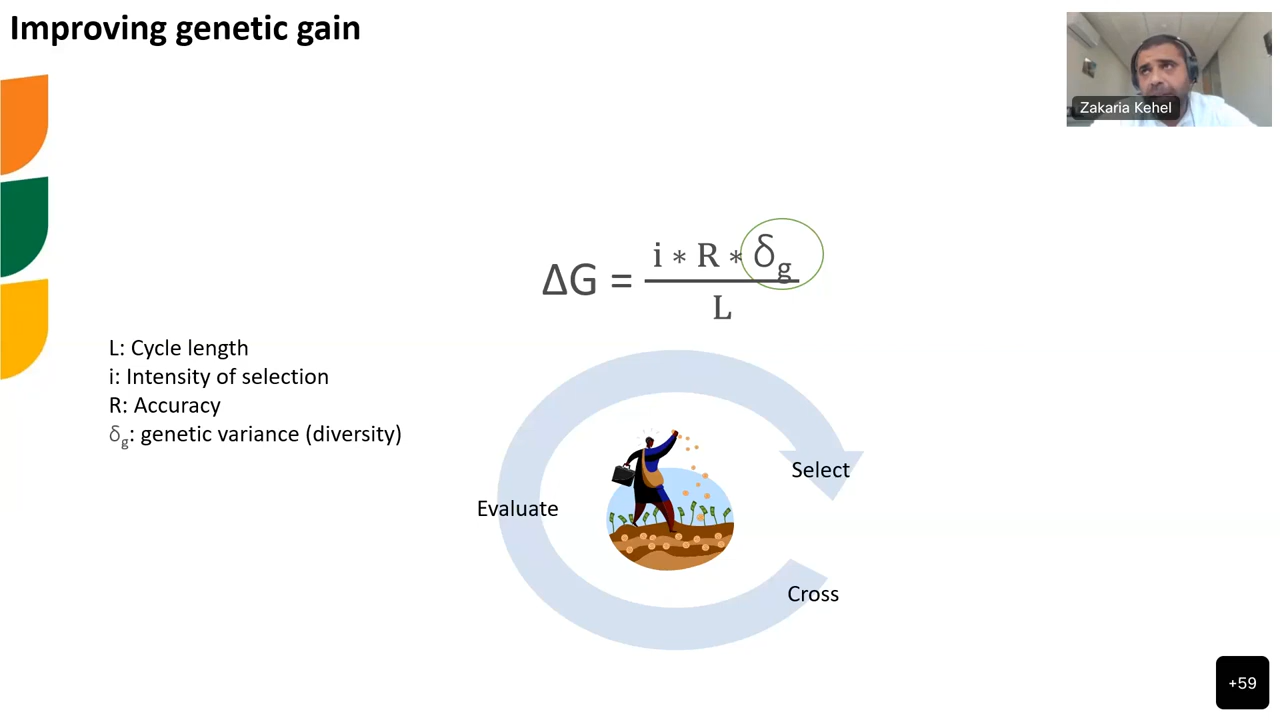 Improving genetic gain
Zakaria Kehel
ΔG = i ∗ R ∗ δg
L
L: Cycle length
i: Intensity of selection
R: Accuracy
δg: genetic variance (diversity)
Select
Evaluate
Cross
+59